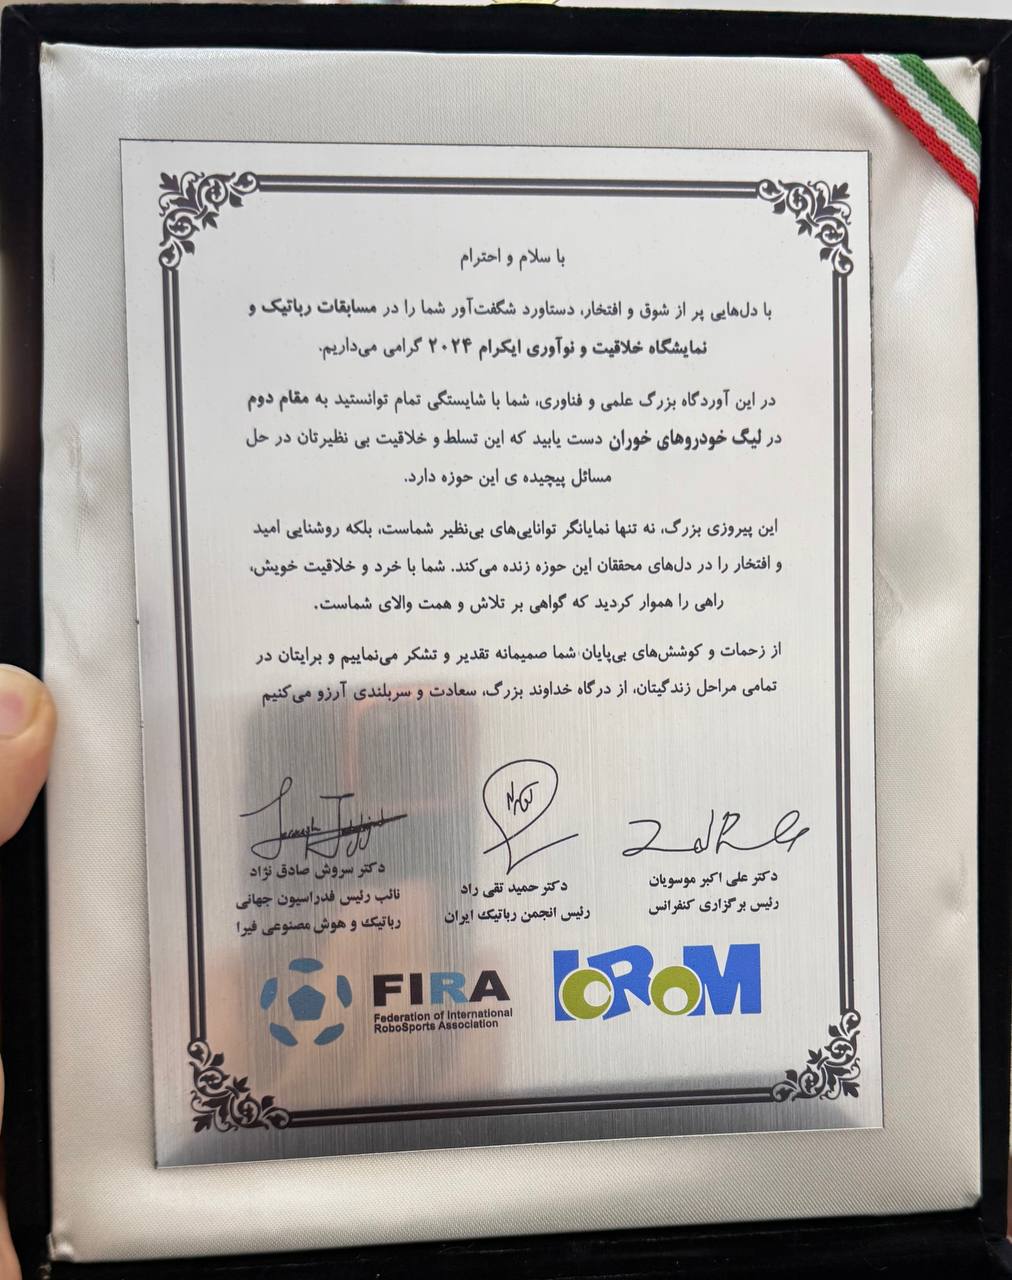 با سلام و احترام
با دل‌هایی پر از شوق و افتخار، دستاورد شگفت‌آور شما را در مسابقات رباتیک و
نمایشگاه خلاقیت و نوآوری ایکرام ۲۰۲۴ گرامی می‌داریم.
در این آوردگاه بزرگ علمی و فناوری، شما با شایستگی تمام توانستید به مقام دوم
در لیگ خودروهای خوران دست یابید که این تسلط و خلاقیت بی نظیرتان در حل
مسائل پیچیده ی این حوزه دارد.
این پیروزی بزرگ، نه تنها نمایانگر توانایی‌های بی‌نظیر شماست، بلکه روشنایی امید
و افتخار را در دل‌های محققان این حوزه زنده می‌کند. شما با خرد و خلاقیت خویش،
راهی را هموار کردید که گواهی بر تلاش و همت والای شماست.
از زحمات و کوشش‌های بی‌پایان شما صمیمانه تقدیر و تشکر می‌نماییم و برایتان در
تمامی مراحل زندگیتان، از درگاه خداوند بزرگ، سعادت و سربلندی آرزو می‌کنیم
دکتر علی اکبر موسویان
رئیس برگزاری کنفرانس
دکتر حمید تقی راد
رئیس انجمن رباتیک ایران
دکتر سروش صادق نژاد
نائب رئیس فدراسیون جهانی
رباتیک و هوش مصنوعی فیرا
ICROM
FIRA
Federation of International
RoboSports Association